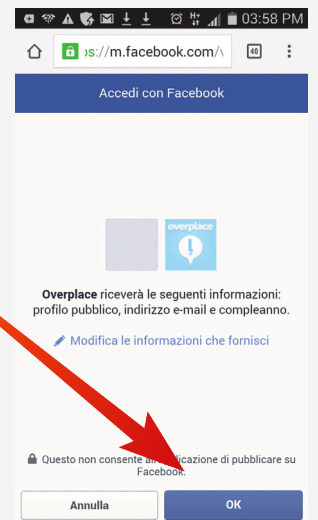 03:58 PM
s://m.facebook.com/
40
Accedi con Facebook
overplace
Overplace riceverà le seguenti informazioni:
profilo pubblico, indirizzo e-mail e compleanno.
Modifica le informazioni che fornisci
Questo non consente di pubblicare su
Facebook.
Annulla
OK